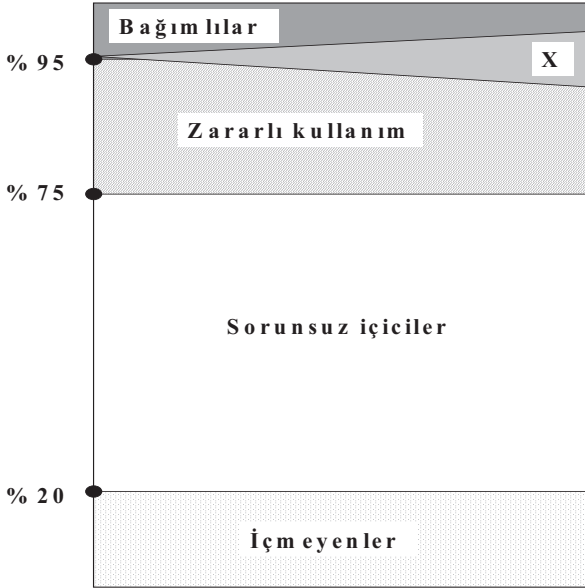 Bağımlılar
% 95
X
Zararlı kullanım
% 75
Sorunsuz içiciler
% 20
İçmeyenler